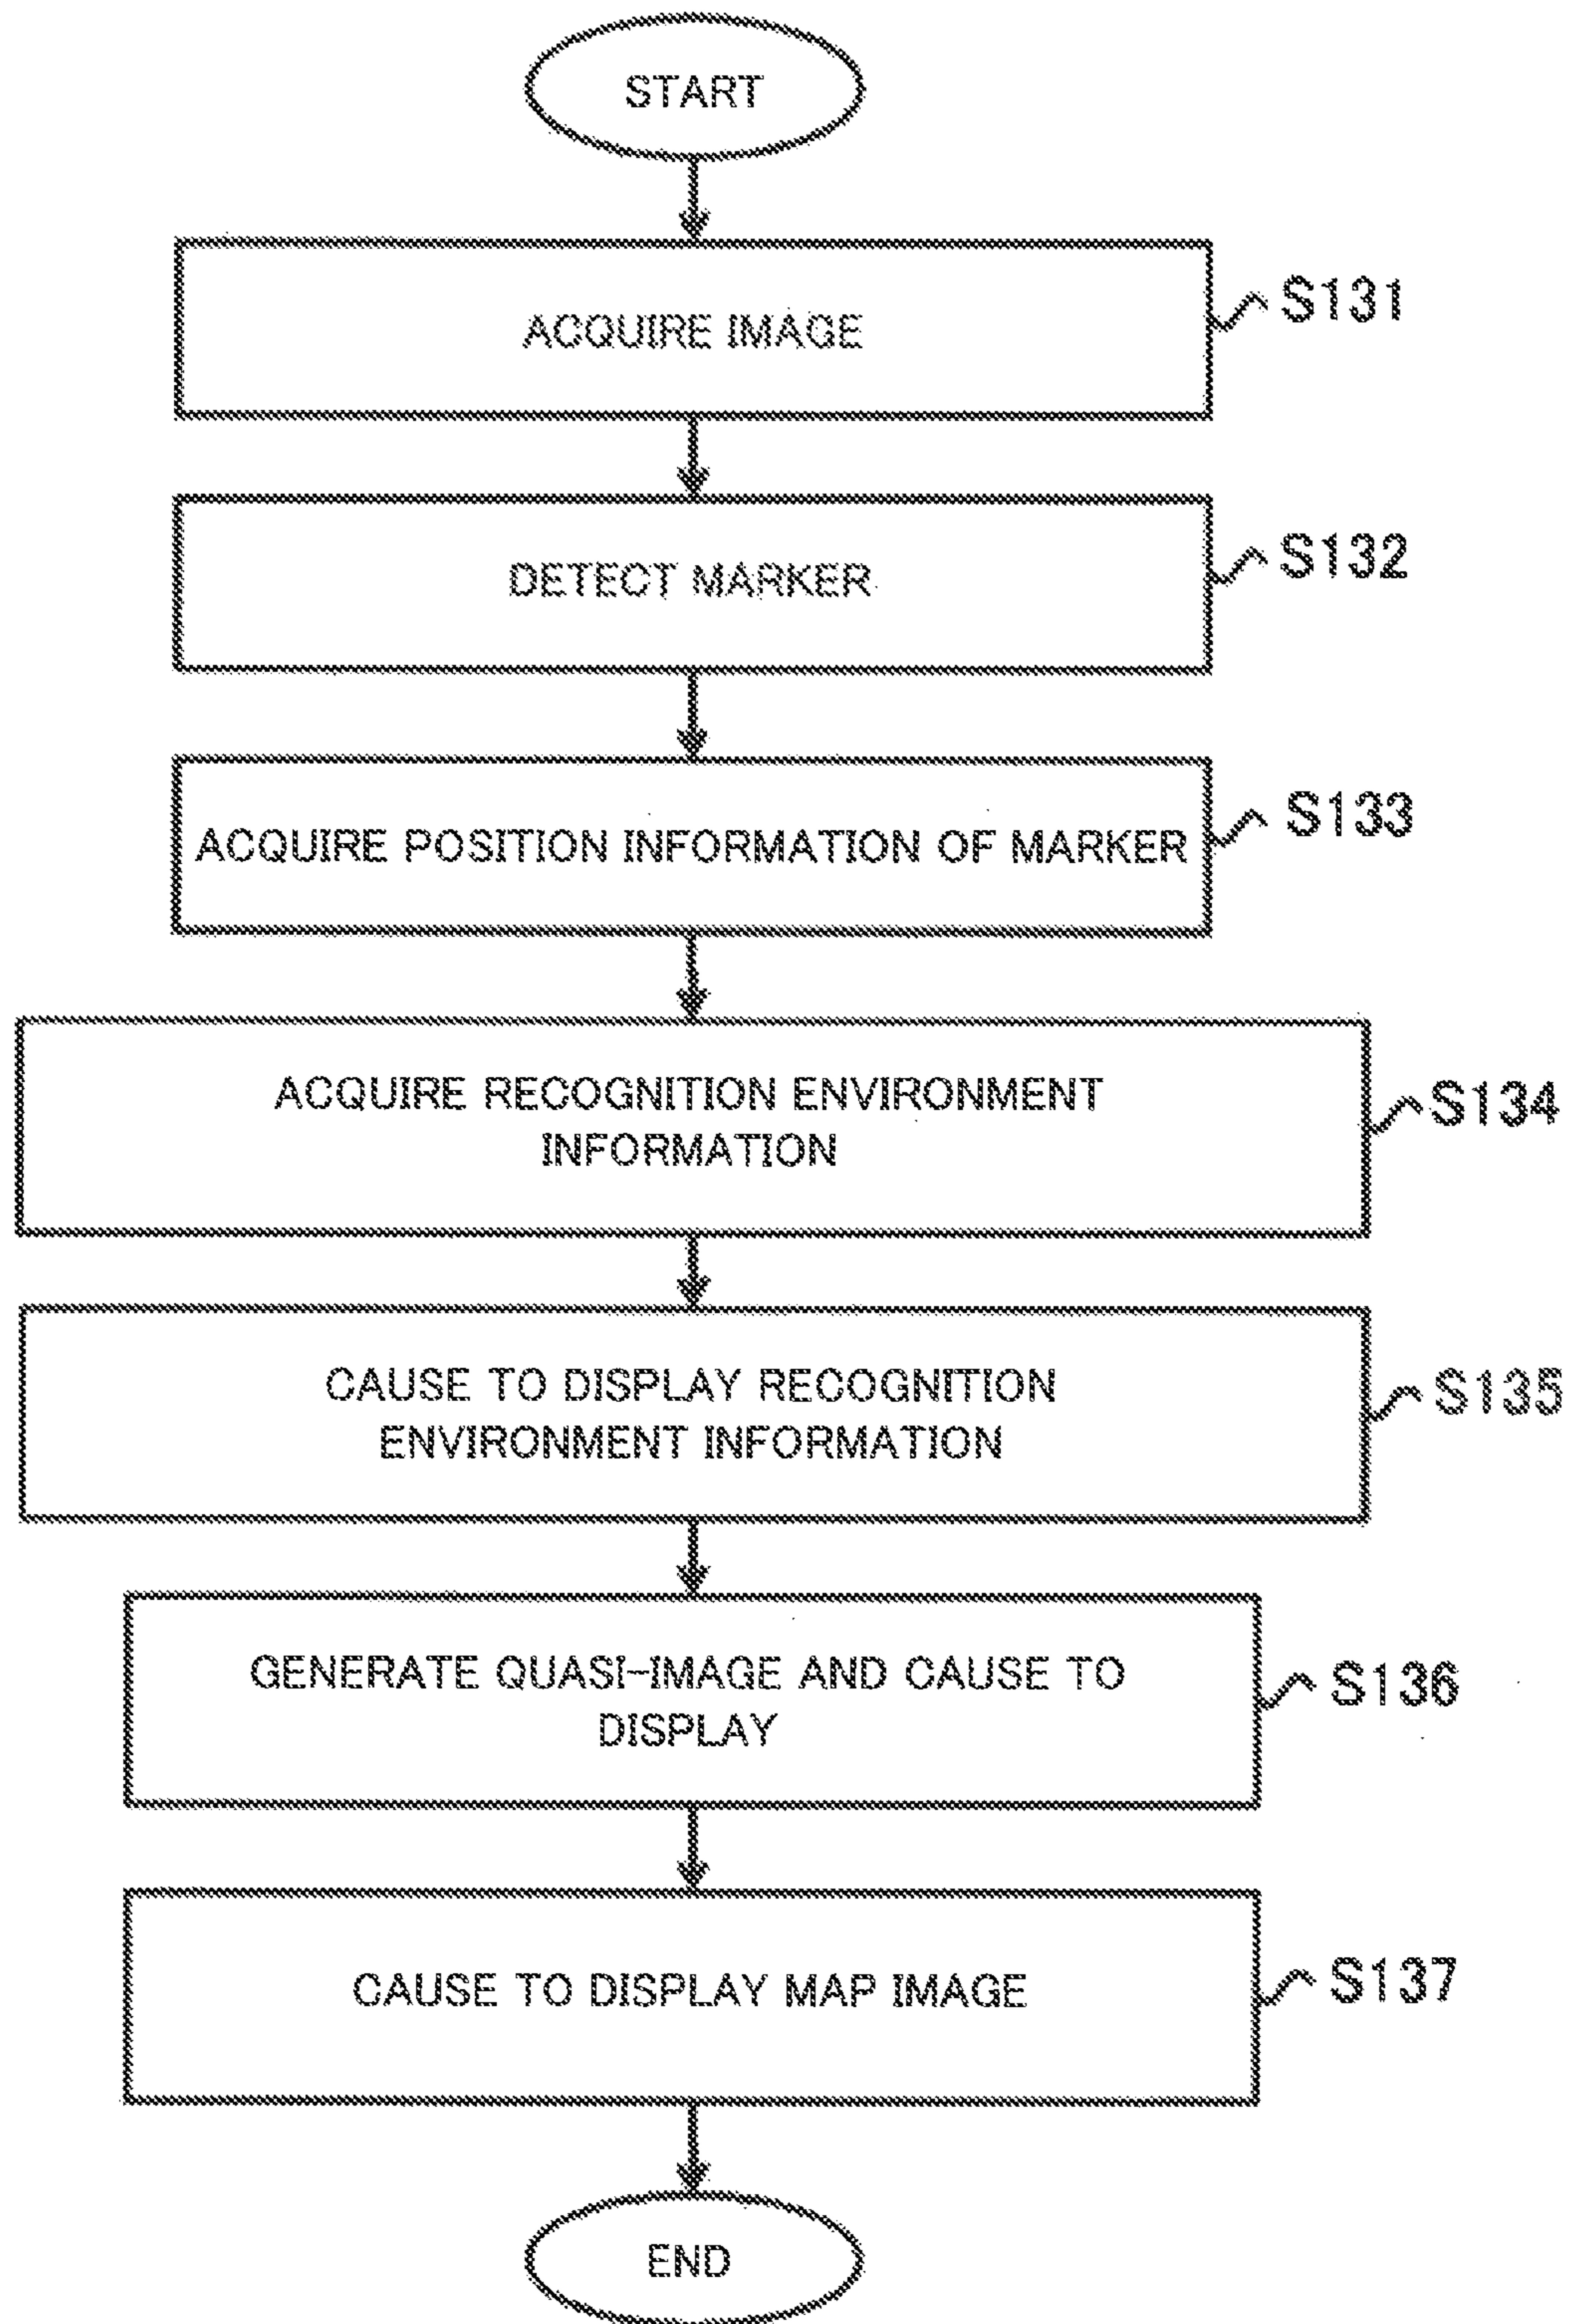 START
ACQUIRE IMAGE
S131
DETECT MARKER
S132
ACQUIRE POSITION INFORMATION OF MARKER
S133
ACQUIRE RECOGNITION ENVIRONMENT
INFORMATION
S134
CAUSE TO DISPLAY RECOGNITION
ENVIRONMENT INFORMATION
S135
GENERATE QUASI-IMAGE AND CAUSE TO
DISPLAY
S136
CAUSE TO DISPLAY MAP IMAGE
S137
END